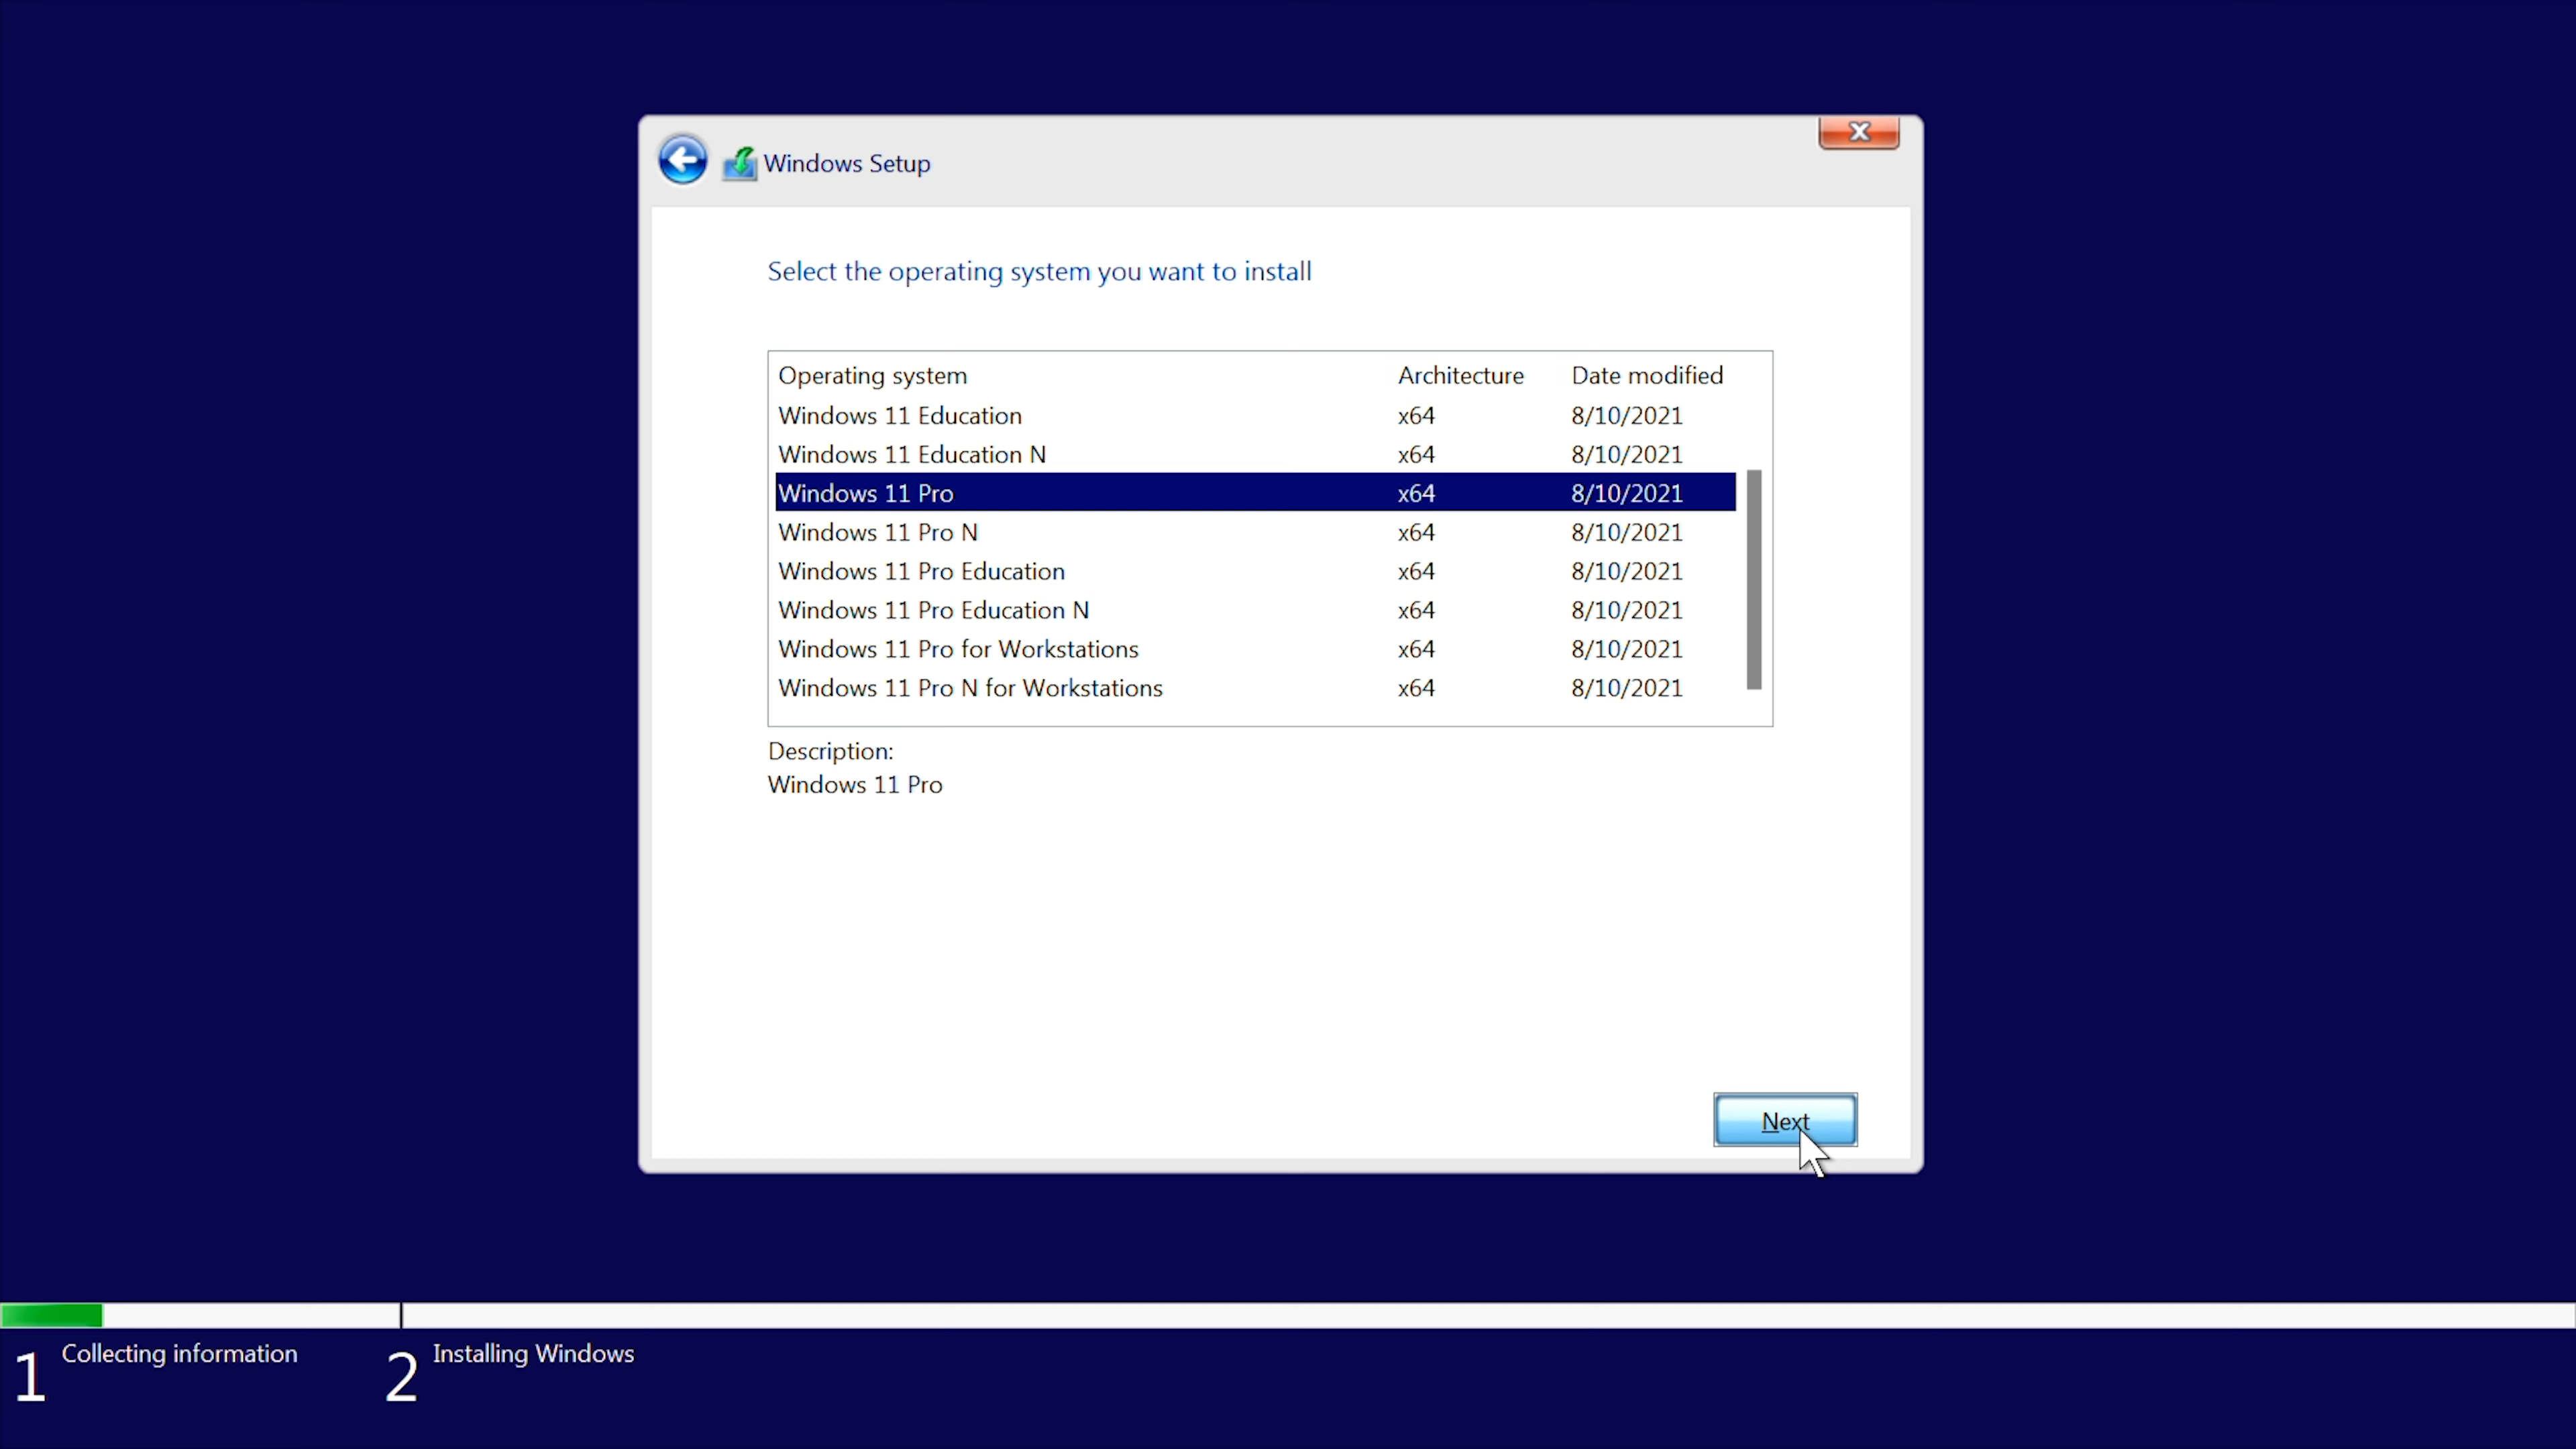 Windows Setup
Select the operating system you want to install
Operating system Architecture Date modified
Windows 11 Education x64 8/10/2021
Windows 11 Education N x64 8/10/2021
Windows 11 Pro x64 8/10/2021
Windows 11 Pro N x64 8/10/2021
Windows 11 Pro Education x64 8/10/2021
Windows 11 Pro Education N x64 8/10/2021
Windows 11 Pro for Workstations x64 8/10/2021
Windows 11 Pro N for Workstations x64 8/10/2021
Description:
Windows 11 Pro
Next
1 Collecting information 2 Installing Windows